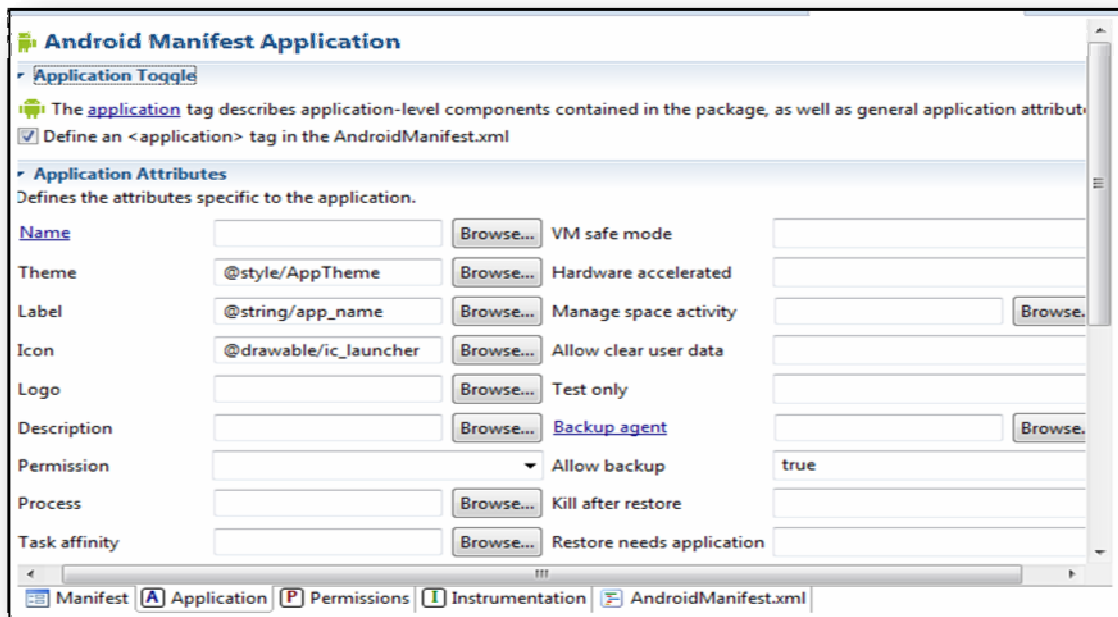 Android Manifest Application
Application Toggle
The application tag describes application-level components contained in the package, as well as general application attribut
Define an <application> tag in the AndroidManifest.xml
Application Attributes
Defines the attributes specific to the application.
Name Browse... VM safe mode
Theme @style/AppTheme Browse... Hardware accelerated
Label @string/app_name Browse... Manage space activity Browse.
Icon @drawable/ic_launcher Browse... Allow clear user data
Logo Browse... Test only
Description Browse... Backup agent Browse.
Permission Allow backup true
Process Browse... Kill after restore
Task affinity Browse... Restore needs application
Manifest A Application P Permissions I Instrumentation AndroidManifest.xml